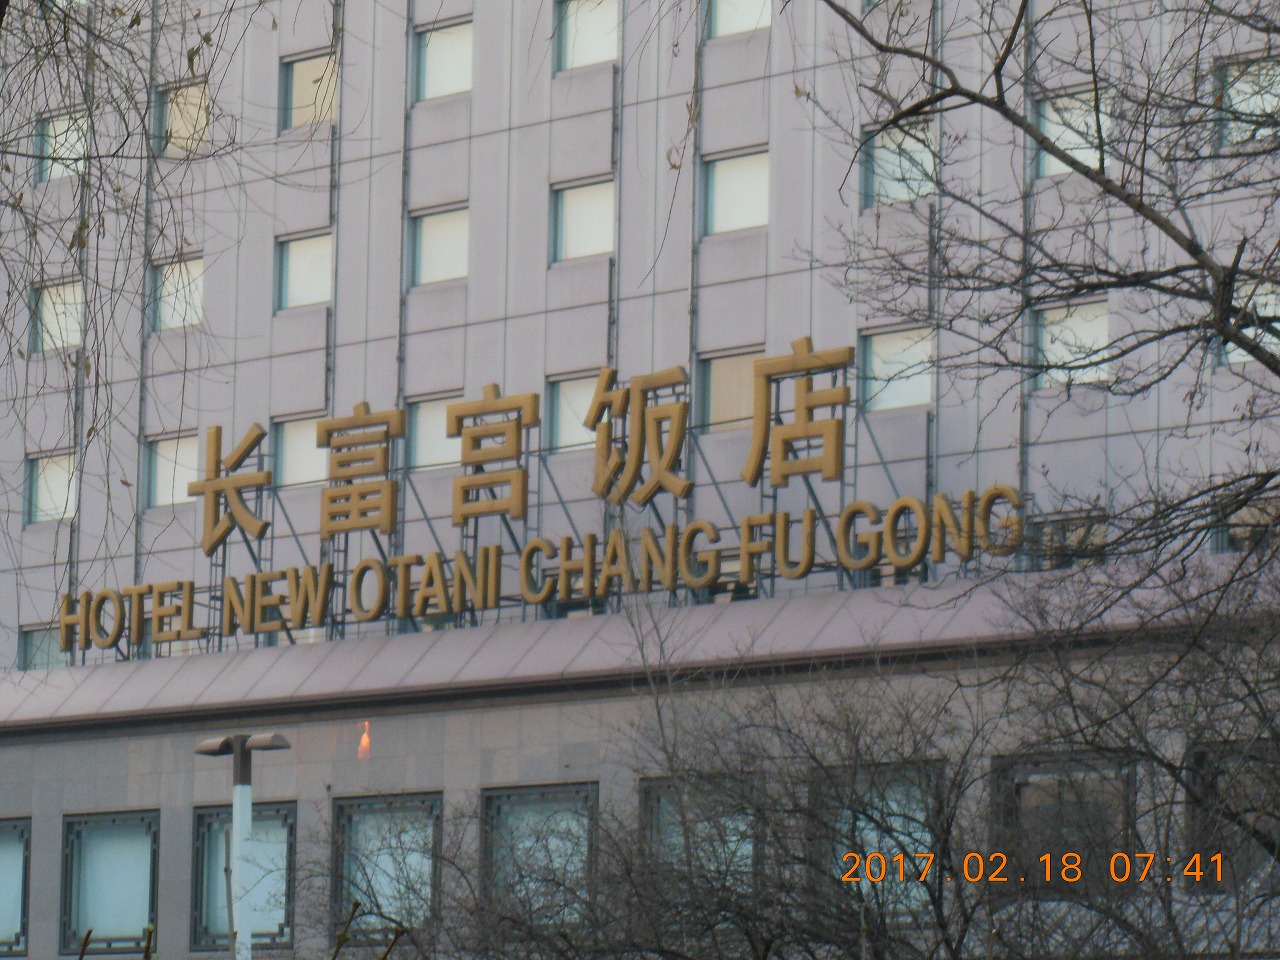 长富宫饭店
HOTEL NEW OTANI CHANG FU GONG
2017.02.18 07:41